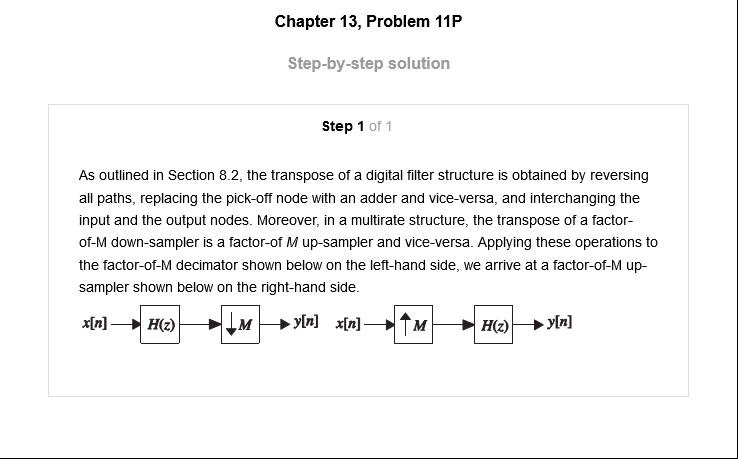 Chapter 13, Problem 11P
Step-by-step solution
Step 1 of 1
As outlined in Section 8.2, the transpose of a digital filter structure is obtained by reversing
all paths, replacing the pick-off node with an adder and vice-versa, and interchanging the
input and the output nodes. Moreover, in a multirate structure, the transpose of a factor-
of-M down-sampler is a factor-of M up-sampler and vice-versa. Applying these operations to
the factor-of-M decimator shown below on the left-hand side, we arrive at a factor-of-M up-
sampler shown below on the right-hand side.
x[n] H(z) ↓M y[n] x[n] ↑M H(z) y[n]